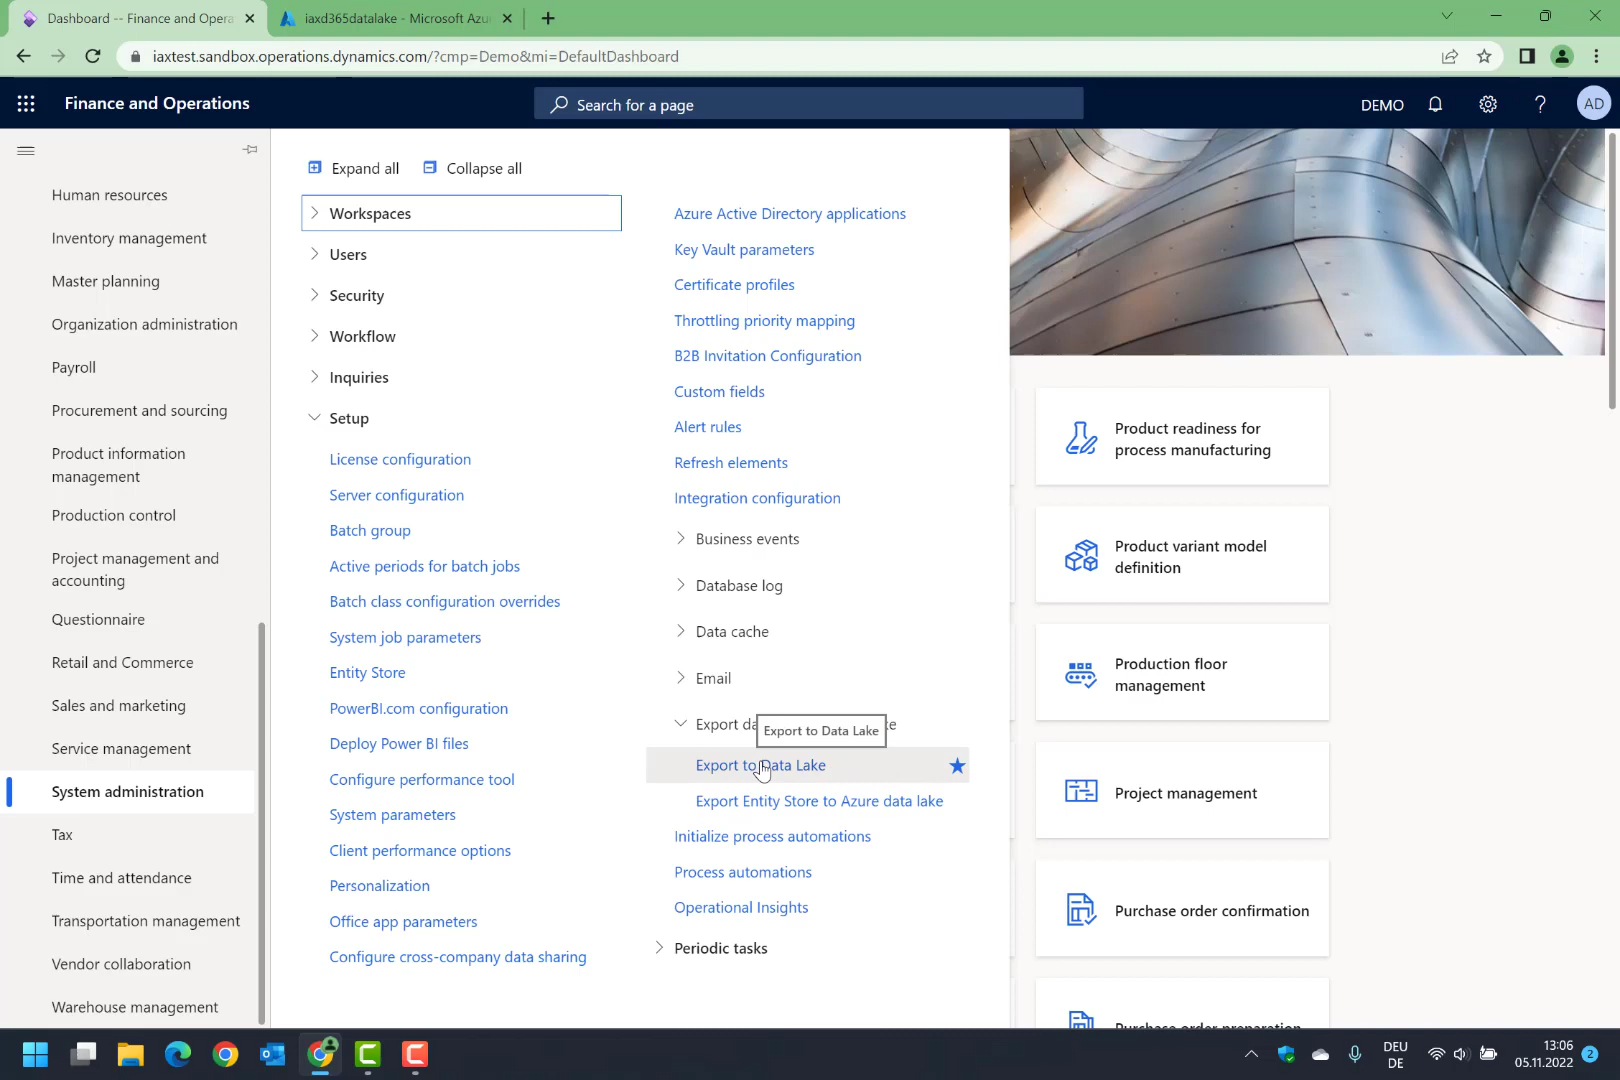 Dashboard -- Finance and Opera
iaxd365datalake - Microsoft Azu
iaxtest.sandbox.operations.dynamics.com/?cmp=Demo&mi=DefaultDashboard
Finance and Operations
Search for a page
DEMO
?
AD
Human resources
Inventory management
Master planning
Organization administration
Payroll
Procurement and sourcing
Product information
management
Production control
Project management and
accounting
Questionnaire
Retail and Commerce
Sales and marketing
Service management
System administration
Tax
Time and attendance
Transportation management
Vendor collaboration
Warehouse management
Expand all
Collapse all
Workspaces
Users
Security
Workflow
Inquiries
Setup
License configuration
Server configuration
Batch group
Active periods for batch jobs
Batch class configuration overrides
System job parameters
Entity Store
PowerBI.com configuration
Deploy Power BI files
Configure performance tool
System parameters
Client performance options
Personalization
Office app parameters
Configure cross-company data sharing
Azure Active Directory applications
Key Vault parameters
Certificate profiles
Throttling priority mapping
B2B Invitation Configuration
Custom fields
Alert rules
Refresh elements
Integration configuration
Business events
Database log
Data cache
Email
Export da
Export to Data Lake
Export to Data Lake
Export Entity Store to Azure data lake
Initialize process automations
Process automations
Operational Insights
Periodic tasks
Product readiness for
process manufacturing
Product variant model
definition
Production floor
management
Project management
Purchase order confirmation
Purchase order preparation
DEU
DE
13:06
05.11.2022
2